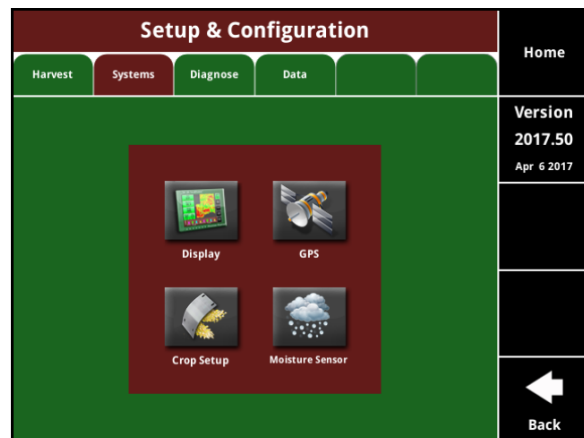 Setup & Configuration
Home
Harvest
Systems
Diagnose
Data
Version
2017.50
Apr 6 2017
Display
GPS
Crop Setup
Moisture Sensor
Back